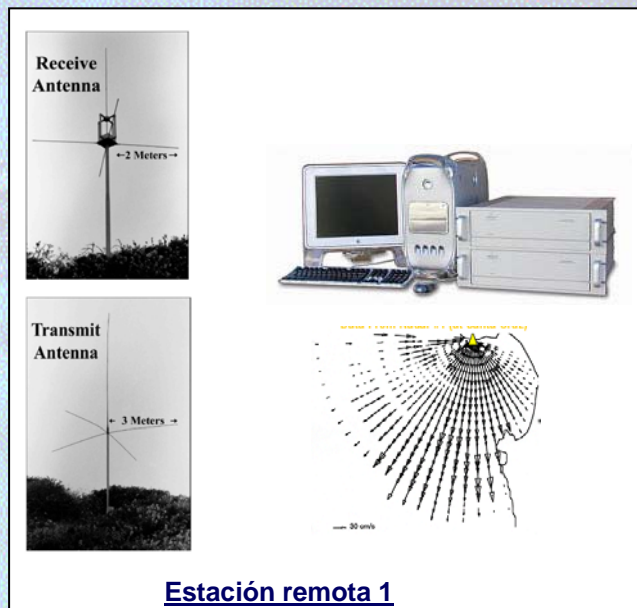 Receive
Antenna
←2 Meters→
Transmit
Antenna
←3 Meters→
30 cm/s
Estación remota 1